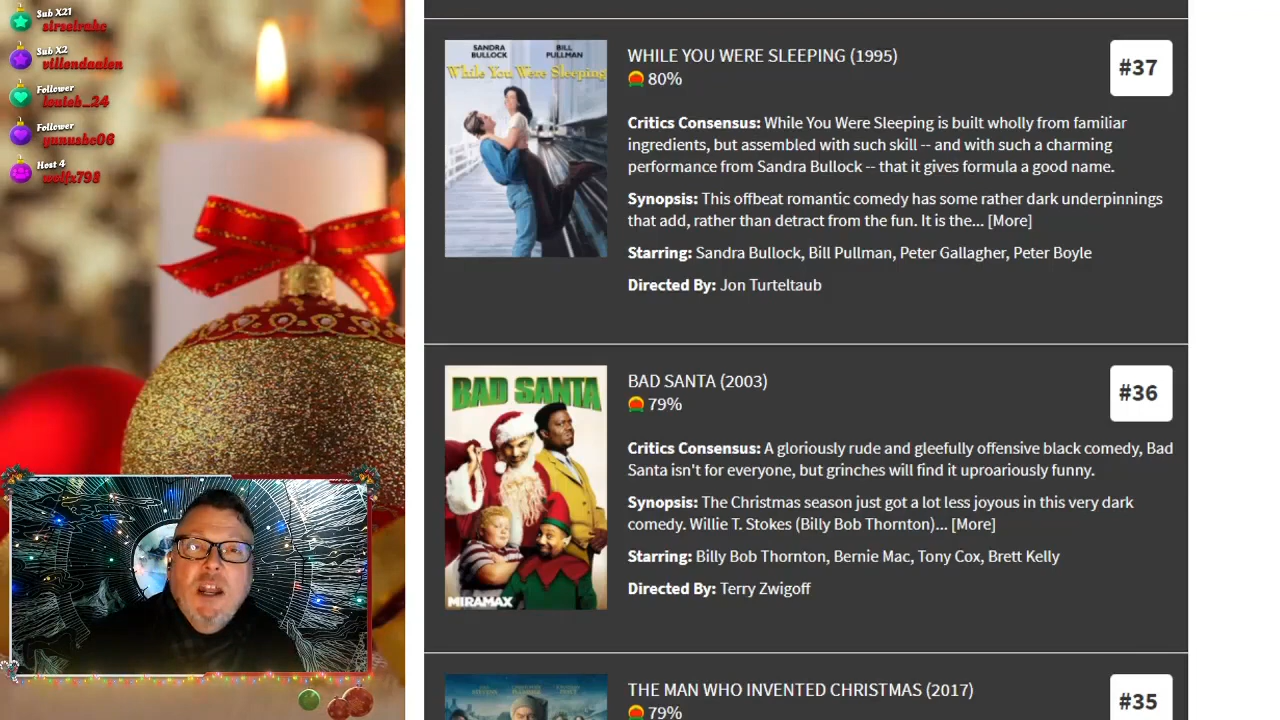 Sub X21
sirseirahc
Sub X2
villendaalen
Follower
louieh_24
Follower
yunusbe06
Host 4
wolfx798
SANDRA BULLOCK
BILL PULLMAN
While You Were Sleeping
WHILE YOU WERE SLEEPING (1995)
80%
#37
Critics Consensus: While You Were Sleeping is built wholly from familiar
ingredients, but assembled with such skill -- and with such a charming
performance from Sandra Bullock -- that it gives formula a good name.
Synopsis: This offbeat romantic comedy has some rather dark underpinnings
that add, rather than detract from the fun. It is the... [More]
Starring: Sandra Bullock, Bill Pullman, Peter Gallagher, Peter Boyle
Directed By: Jon Turteltaub
BAD SANTA
MIRAMAX
BAD SANTA (2003)
79%
#36
Critics Consensus: A gloriously rude and gleefully offensive black comedy, Bad
Santa isn't for everyone, but grinches will find it uproariously funny.
Synopsis: The Christmas season just got a lot less joyous in this very dark
comedy. Willie T. Stokes (Billy Bob Thornton)... [More]
Starring: Billy Bob Thornton, Bernie Mac, Tony Cox, Brett Kelly
Directed By: Terry Zwigoff
THE MAN WHO INVENTED CHRISTMAS (2017)
79%
#35